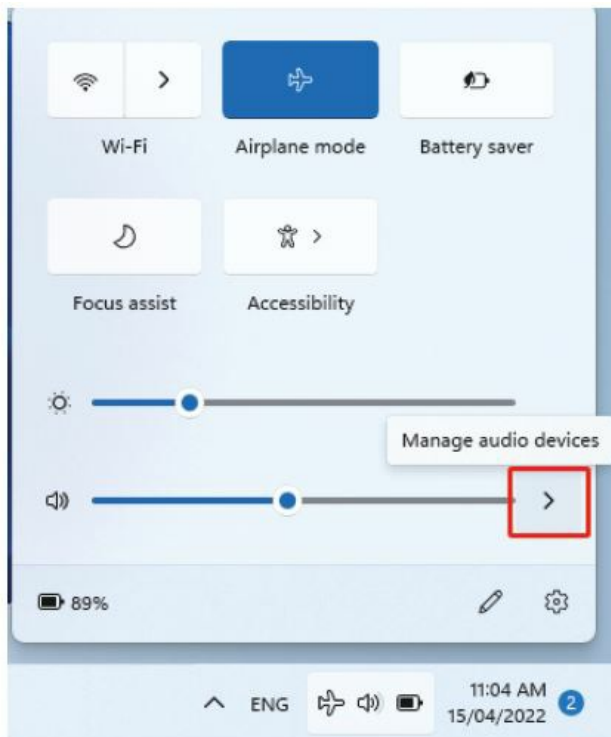 Wi-Fi
Airplane mode
Battery saver
Focus assist
Accessibility
Manage audio devices
89%
ENG
11:04 AM
15/04/2022
2